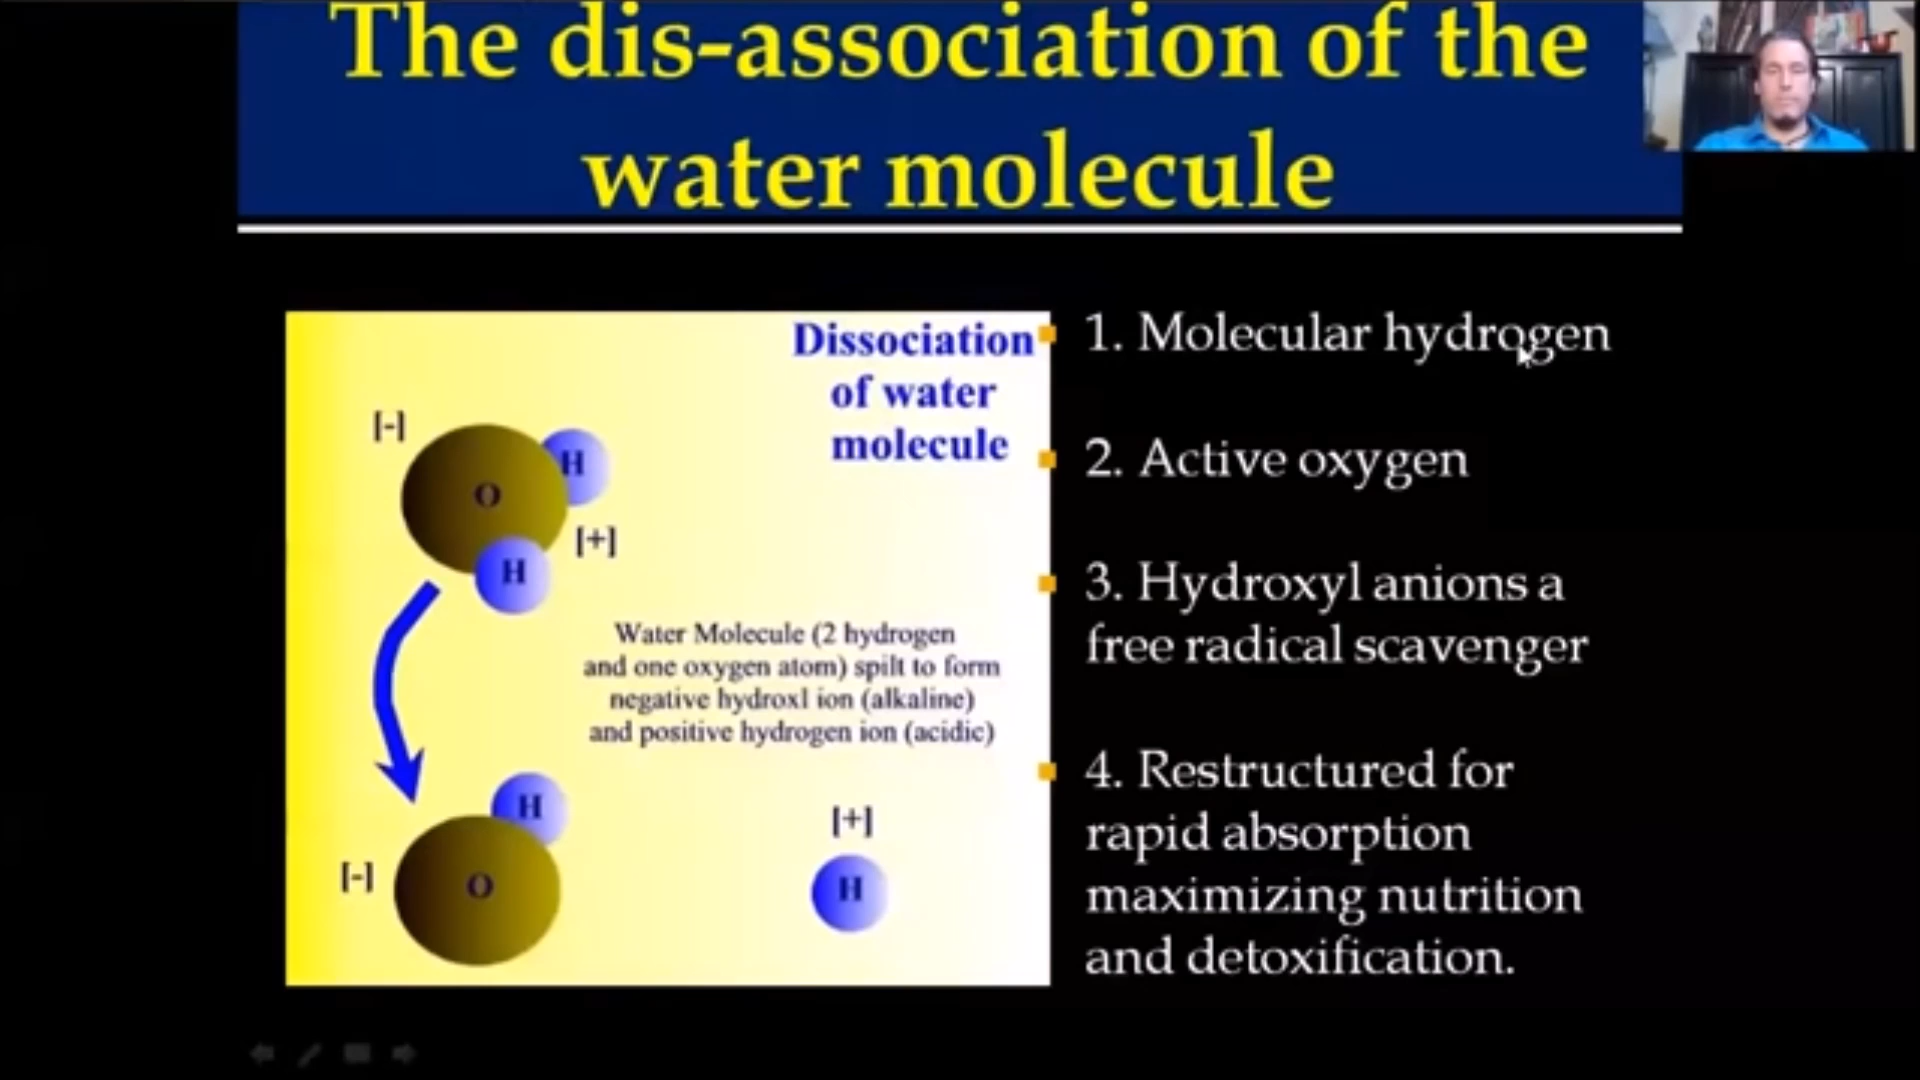 The dis-association of the
water molecule
Dissociation
of water
molecule
[-]
O
H
H
[+]
Water Molecule (2 hydrogen
and one oxygen atom) spilt to form
negative hydroxl ion (alkaline)
and positive hydrogen ion (acidic)
H
[-]
O
[+]
H
1. Molecular hydrogen
2. Active oxygen
3. Hydroxyl anions a
free radical scavenger
4. Restructured for
rapid absorption
maximizing nutrition
and detoxification.